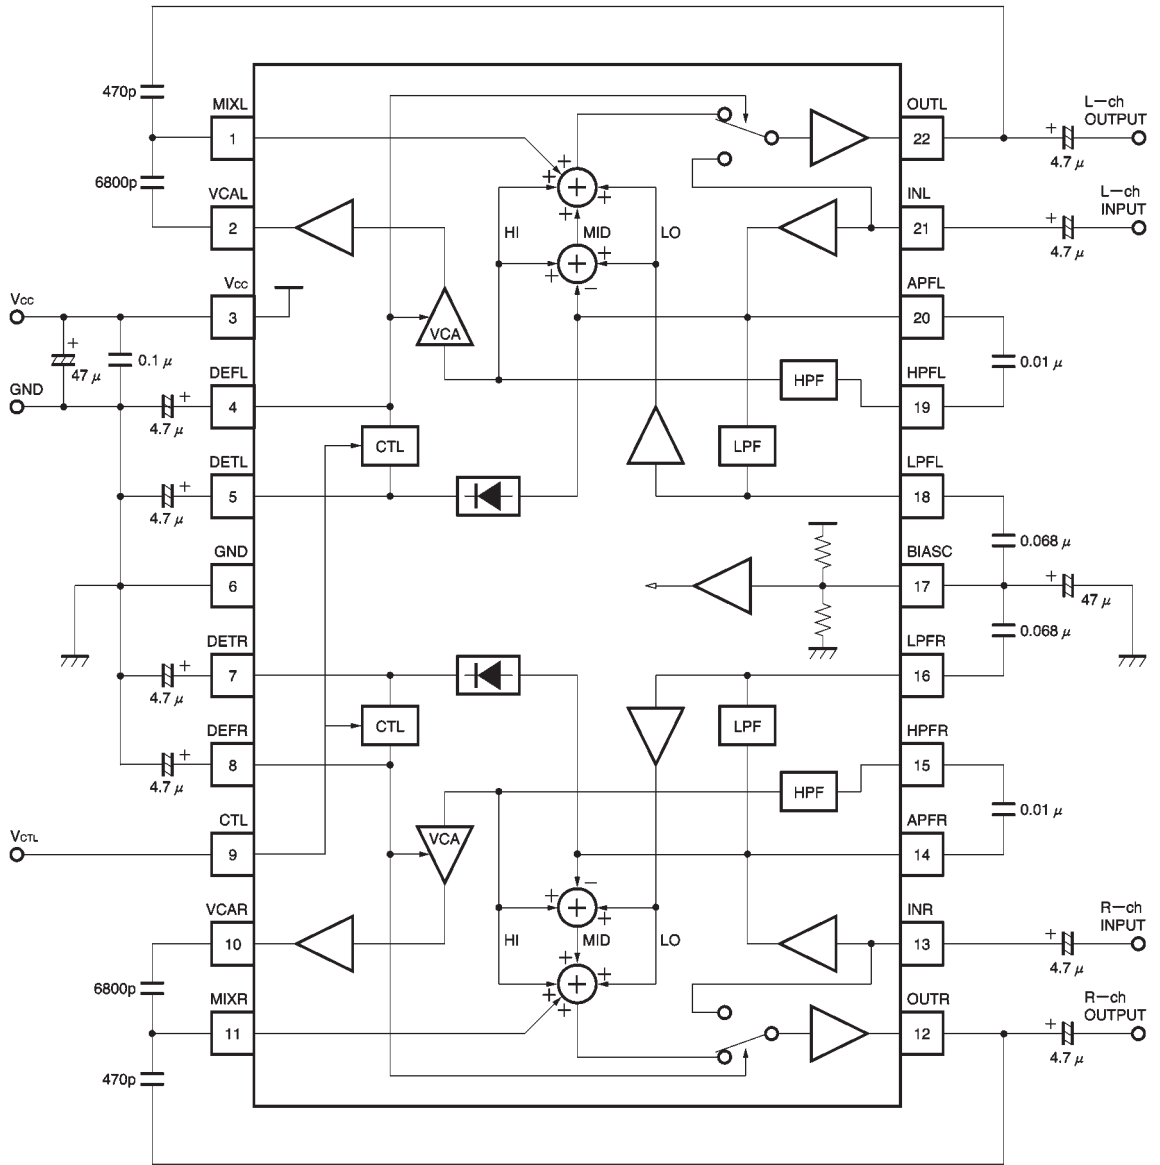 470p
MIXL
1
6800p
VCAL
2
VCC
VCC
3
+
47 μ
0.1 μ
GND
DEFL
4
+
4.7 μ
DETL
5
+
4.7 μ
GND
6
DETR
7
+
4.7 μ
DEFR
8
+
4.7 μ
CTL
VCTL
9
VCAR
10
6800p
MIXR
11
470p
+
+
+
+
+
HI
MID
LO
+
+
+
−
VCA
HPF
CTL
LPF
CTL
LPF
HPF
VCA
−
+
+
+
HI
MID
LO
+
+
+
+
+
OUTL
22
L−ch
OUTPUT
+
4.7 μ
INL
21
L−ch
INPUT
+
4.7 μ
APFL
20
0.01 μ
HPFL
19
LPFL
18
0.068 μ
BIASC
17
+
47 μ
0.068 μ
LPFR
16
HPFR
15
0.01 μ
APFR
14
INR
13
R−ch
INPUT
+
4.7 μ
OUTR
12
R−ch
OUTPUT
+
4.7 μ